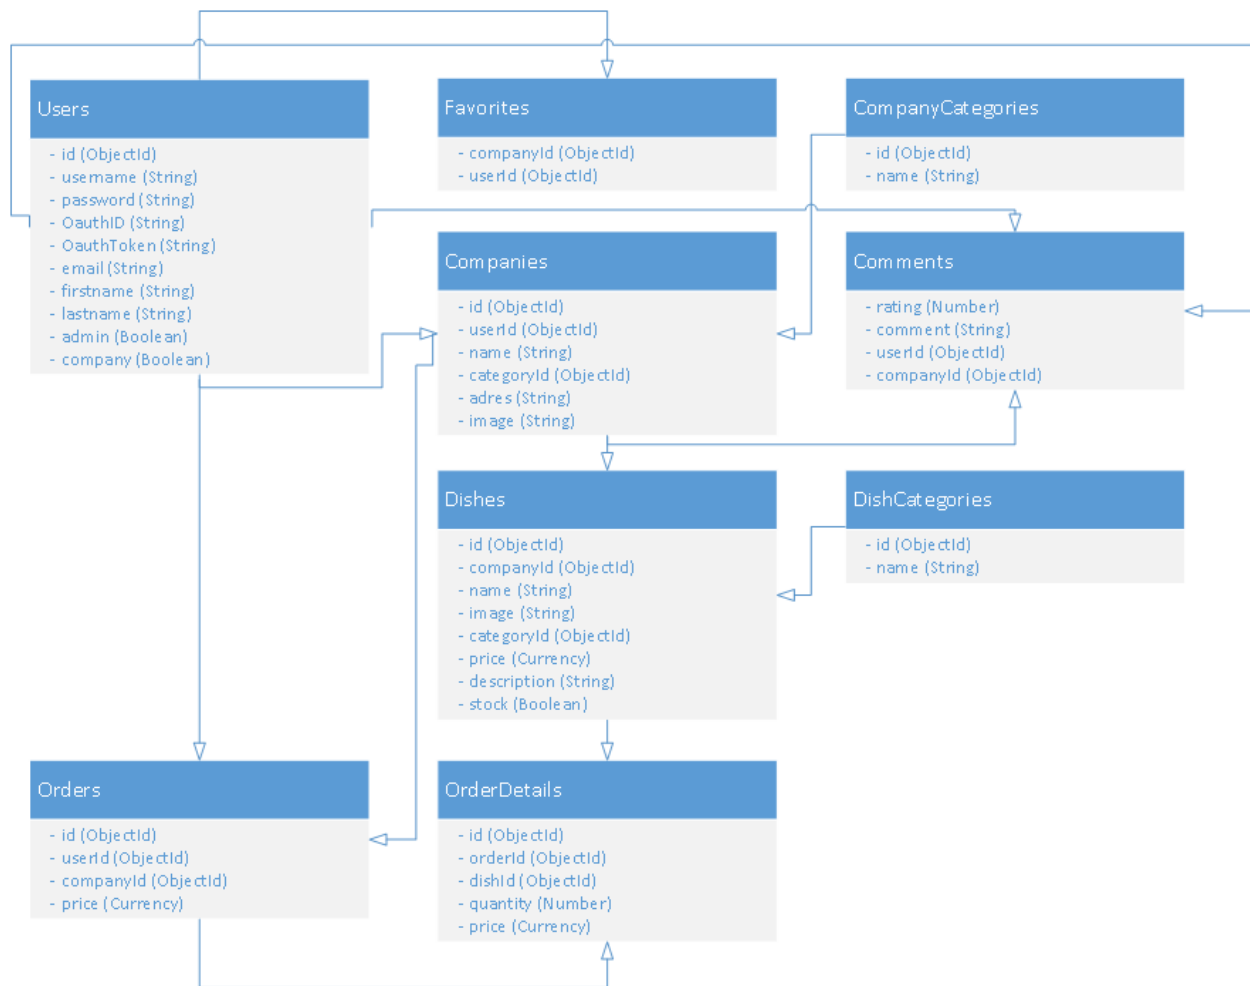 Users
- id (ObjectId)
- username (String)
- password (String)
- OauthID (String)
- OauthToken (String)
- email (String)
- firstname (String)
- lastname (String)
- admin (Boolean)
- company (Boolean)
Favorites
- companyId (ObjectId)
- userId (ObjectId)
CompanyCategories
- id (ObjectId)
- name (String)
Companies
- id (ObjectId)
- userId (ObjectId)
- name (String)
- categoryId (ObjectId)
- adres (String)
- image (String)
Comments
- rating (Number)
- comment (String)
- userId (ObjectId)
- companyId (ObjectId)
Dishes
- id (ObjectId)
- companyId (ObjectId)
- name (String)
- image (String)
- categoryId (ObjectId)
- price (Currency)
- description (String)
- stock (Boolean)
DishCategories
- id (ObjectId)
- name (String)
Orders
- id (ObjectId)
- userId (ObjectId)
- companyId (ObjectId)
- price (Currency)
OrderDetails
- id (ObjectId)
- orderId (ObjectId)
- dishId (ObjectId)
- quantity (Number)
- price (Currency)